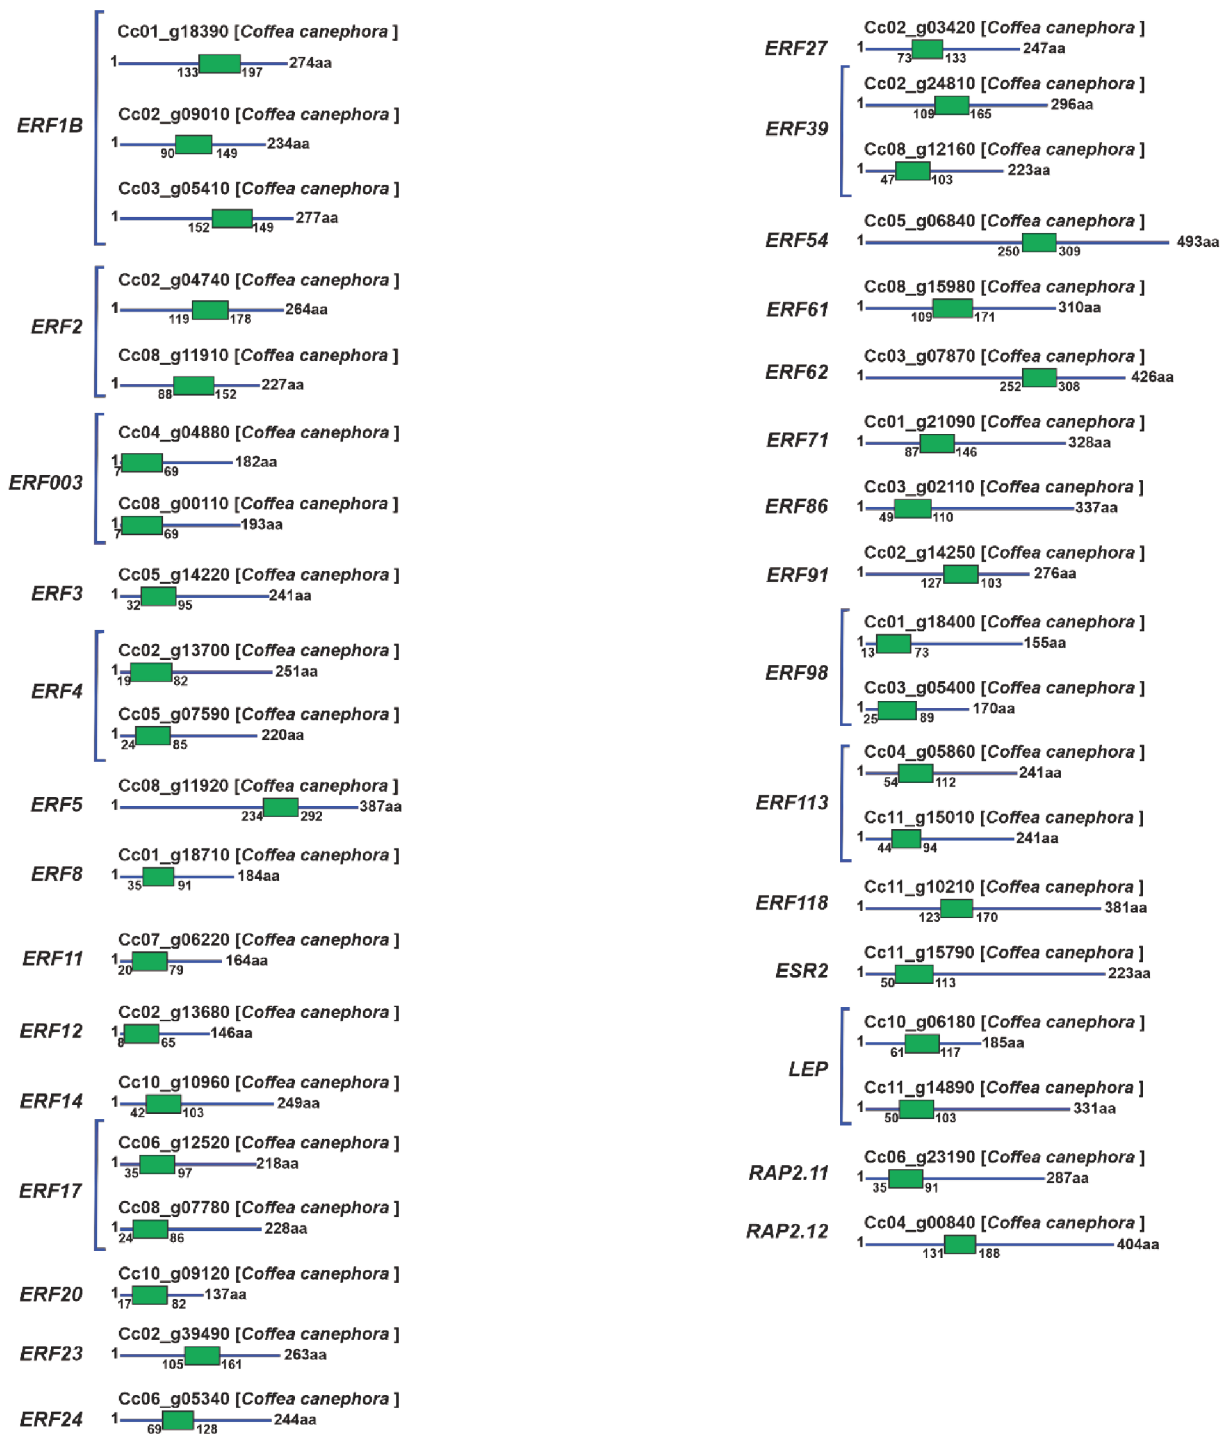 Cc01_g18390 [Coffea canephora ]
1 133 197 274aa
ERF1B
Cc02_g09010 [Coffea canephora ]
1 90 149 234aa
Cc03_g05410 [Coffea canephora ]
1 152 149 277aa
Cc02_g04740 [Coffea canephora ]
1 119 178 264aa
ERF2
Cc08_g11910 [Coffea canephora ]
1 88 152 227aa
Cc04_g04880 [Coffea canephora ]
1 7 69 182aa
ERF003
Cc08_g00110 [Coffea canephora ]
1 7 69 193aa
Cc05_g14220 [Coffea canephora ]
ERF3
1 32 95 241aa
Cc02_g13700 [Coffea canephora ]
1 19 82 251aa
ERF4
Cc05_g07590 [Coffea canephora ]
1 24 85 220aa
Cc08_g11920 [Coffea canephora ]
ERF5
1 234 292 387aa
Cc01_g18710 [Coffea canephora ]
ERF8
1 35 91 184aa
Cc07_g06220 [Coffea canephora ]
ERF11
1 20 79 164aa
Cc02_g13680 [Coffea canephora ]
ERF12
1 8 65 146aa
Cc10_g10960 [Coffea canephora ]
ERF14
1 42 103 249aa
Cc06_g12520 [Coffea canephora ]
1 35 97 218aa
ERF17
Cc08_g07780 [Coffea canephora ]
1 24 86 228aa
Cc10_g09120 [Coffea canephora ]
ERF20
1 17 82 137aa
Cc02_g39490 [Coffea canephora ]
ERF23
1 105 161 263aa
Cc06_g05340 [Coffea canephora ]
ERF24
1 69 128 244aa
Cc02_g03420 [Coffea canephora ]
ERF27
1 73 133 247aa
Cc02_g24810 [Coffea canephora ]
1 109 165 296aa
ERF39
Cc08_g12160 [Coffea canephora ]
1 47 103 223aa
Cc05_g06840 [Coffea canephora ]
ERF54
1 250 309 493aa
Cc08_g15980 [Coffea canephora ]
ERF61
1 109 171 310aa
Cc03_g07870 [Coffea canephora ]
ERF62
1 252 308 426aa
Cc01_g21090 [Coffea canephora ]
ERF71
1 87 146 328aa
Cc03_g02110 [Coffea canephora ]
ERF86
1 49 110 337aa
Cc02_g14250 [Coffea canephora ]
ERF91
1 127 103 276aa
Cc01_g18400 [Coffea canephora ]
1 13 73 155aa
ERF98
Cc03_g05400 [Coffea canephora ]
1 25 89 170aa
Cc04_g05860 [Coffea canephora ]
1 54 112 241aa
ERF113
Cc11_g15010 [Coffea canephora ]
1 44 94 241aa
Cc11_g10210 [Coffea canephora ]
ERF118
1 123 170 381aa
Cc11_g15790 [Coffea canephora ]
ESR2
1 50 113 223aa
Cc10_g06180 [Coffea canephora ]
1 61 117 185aa
LEP
Cc11_g14890 [Coffea canephora ]
1 50 103 331aa
Cc06_g23190 [Coffea canephora ]
RAP2.11
1 35 91 287aa
Cc04_g00840 [Coffea canephora ]
RAP2.12
1 131 188 404aa